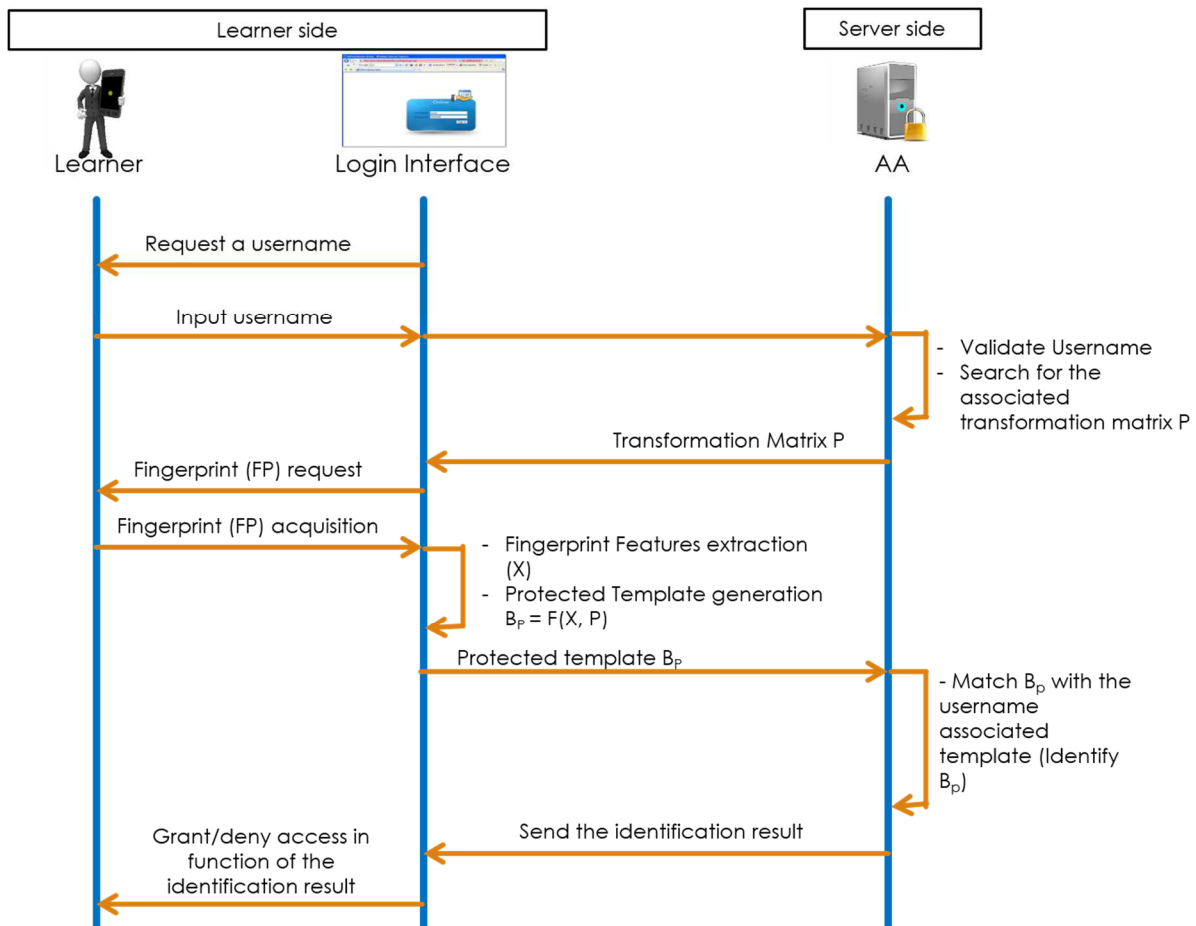 Learner side
Server side
Online
Learner
Login Interface
AA
Request a username
Input username
- Validate Username
- Search for the
associated
transformation matrix P
Transformation Matrix P
Fingerprint (FP) request
Fingerprint (FP) acquisition
- Fingerprint Features extraction
(X)
- Protected Template generation
Bₚ = F(X, P)
Protected template Bₚ
- Match Bₚ with the
username
associated
template (Identify
Bₚ)
Send the identification result
Grant/deny access in
function of the
identification result